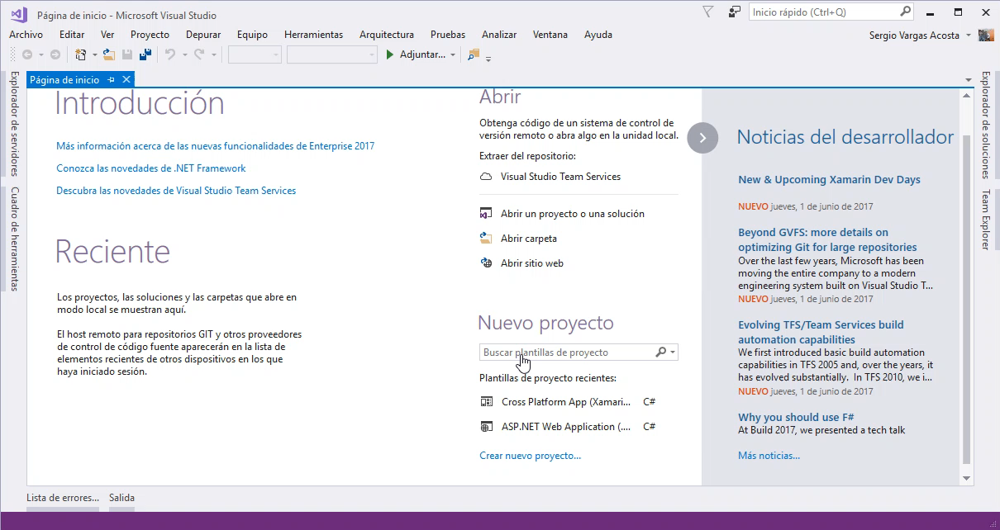 Página de inicio - Microsoft Visual Studio
Inicio rápido (Ctrl+Q)
Archivo Editar Ver Proyecto Depurar Equipo Herramientas Arquitectura Pruebas Analizar Ventana Ayuda
Sergio Vargas Acosta
Adjuntar...
Explorador de servidores
Cuadro de herramientas
Página de inicio
Introducción
Más información acerca de las nuevas funcionalidades de Enterprise 2017
Conozca las novedades de .NET Framework
Descubra las novedades de Visual Studio Team Services
Reciente
Los proyectos, las soluciones y las carpetas que abre en
modo local se muestran aquí.
El host remoto para repositorios GIT y otros proveedores
de control de código fuente aparecerán en la lista de
elementos recientes de otros dispositivos en los que
haya iniciado sesión.
Abrir
Obtenga código de un sistema de control de
versión remoto o abra algo en la unidad local.
Extraer del repositorio:
Visual Studio Team Services
Abrir un proyecto o una solución
Abrir carpeta
Abrir sitio web
Nuevo proyecto
Buscar plantillas de proyecto
Plantillas de proyecto recientes:
Cross Platform App (Xamari... C#
ASP.NET Web Application (.... C#
Crear nuevo proyecto...
Noticias del desarrollador
New & Upcoming Xamarin Dev Days
NUEVO jueves, 1 de junio de 2017
Beyond GVFS: more details on
optimizing Git for large repositories
Over the last few years, Microsoft has been
moving the entire company to a modern
engineering system built on Visual Studio T...
NUEVO jueves, 1 de junio de 2017
Evolving TFS/Team Services build
automation capabilities
We first introduced basic build automation
capabilities in TFS 2005 and, over the years, it
has evolved substantially. In TFS 2010, we i...
NUEVO jueves, 1 de junio de 2017
Why you should use F#
At Build 2017, we presented a tech talk
Más noticias...
Explorador de soluciones
Team Explorer
Lista de errores... Salida